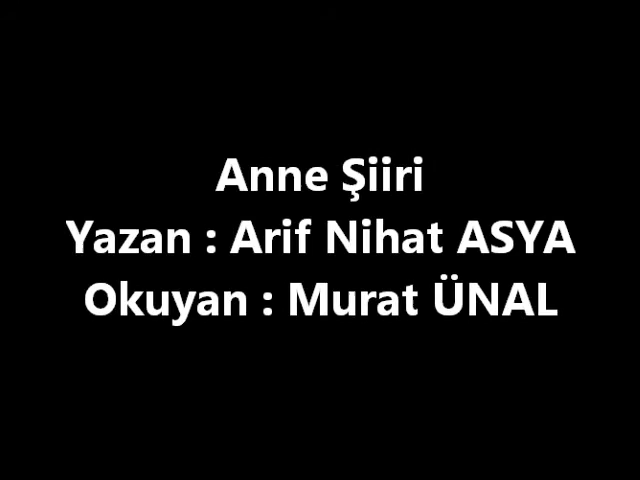 Anne Şiiri
Yazan : Arif Nihat ASYA
Okuyan : Murat ÜNAL